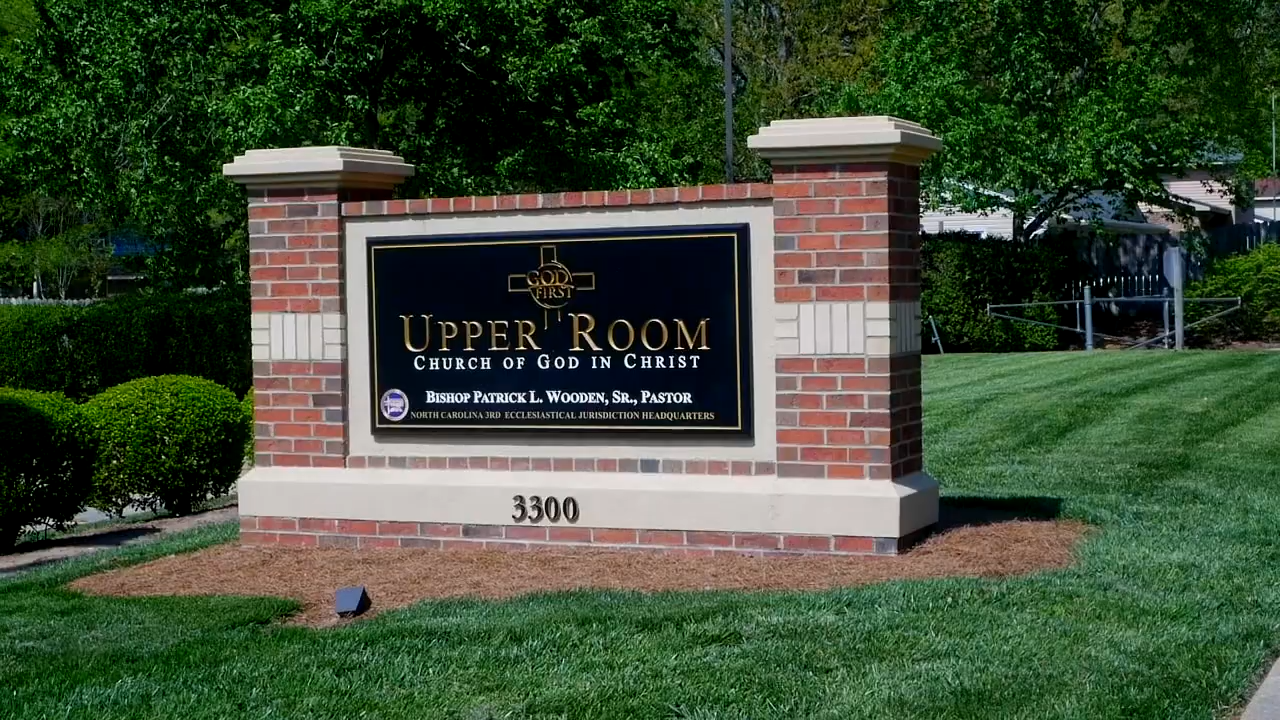 GOD
FIRST
UPPER ROOM
CHURCH OF GOD IN CHRIST
BISHOP PATRICK L. WOODEN, SR., PASTOR
NORTH CAROLINA 3RD ECCLESIASTICAL JURISDICTION HEADQUARTERS
3300